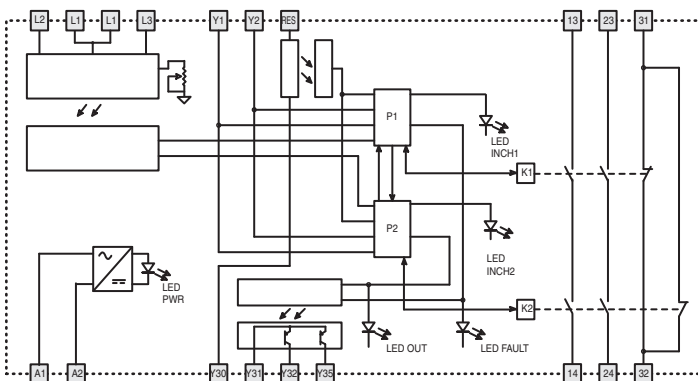 L2 L1 L1 L3 Y1 Y2 RES 13 23 31
P1
LED
INCH1
K1
P2
LED
INCH2
LED
PWR
K2
LED OUT LED FAULT
A1 A2 Y30 Y31 Y32 Y35 14 24 32